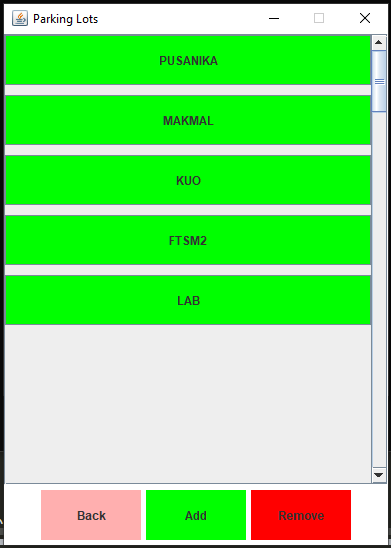 Parking Lots
PUSANIKA
MAKMAL
KUO
FTSM2
LAB
Back Add Remove